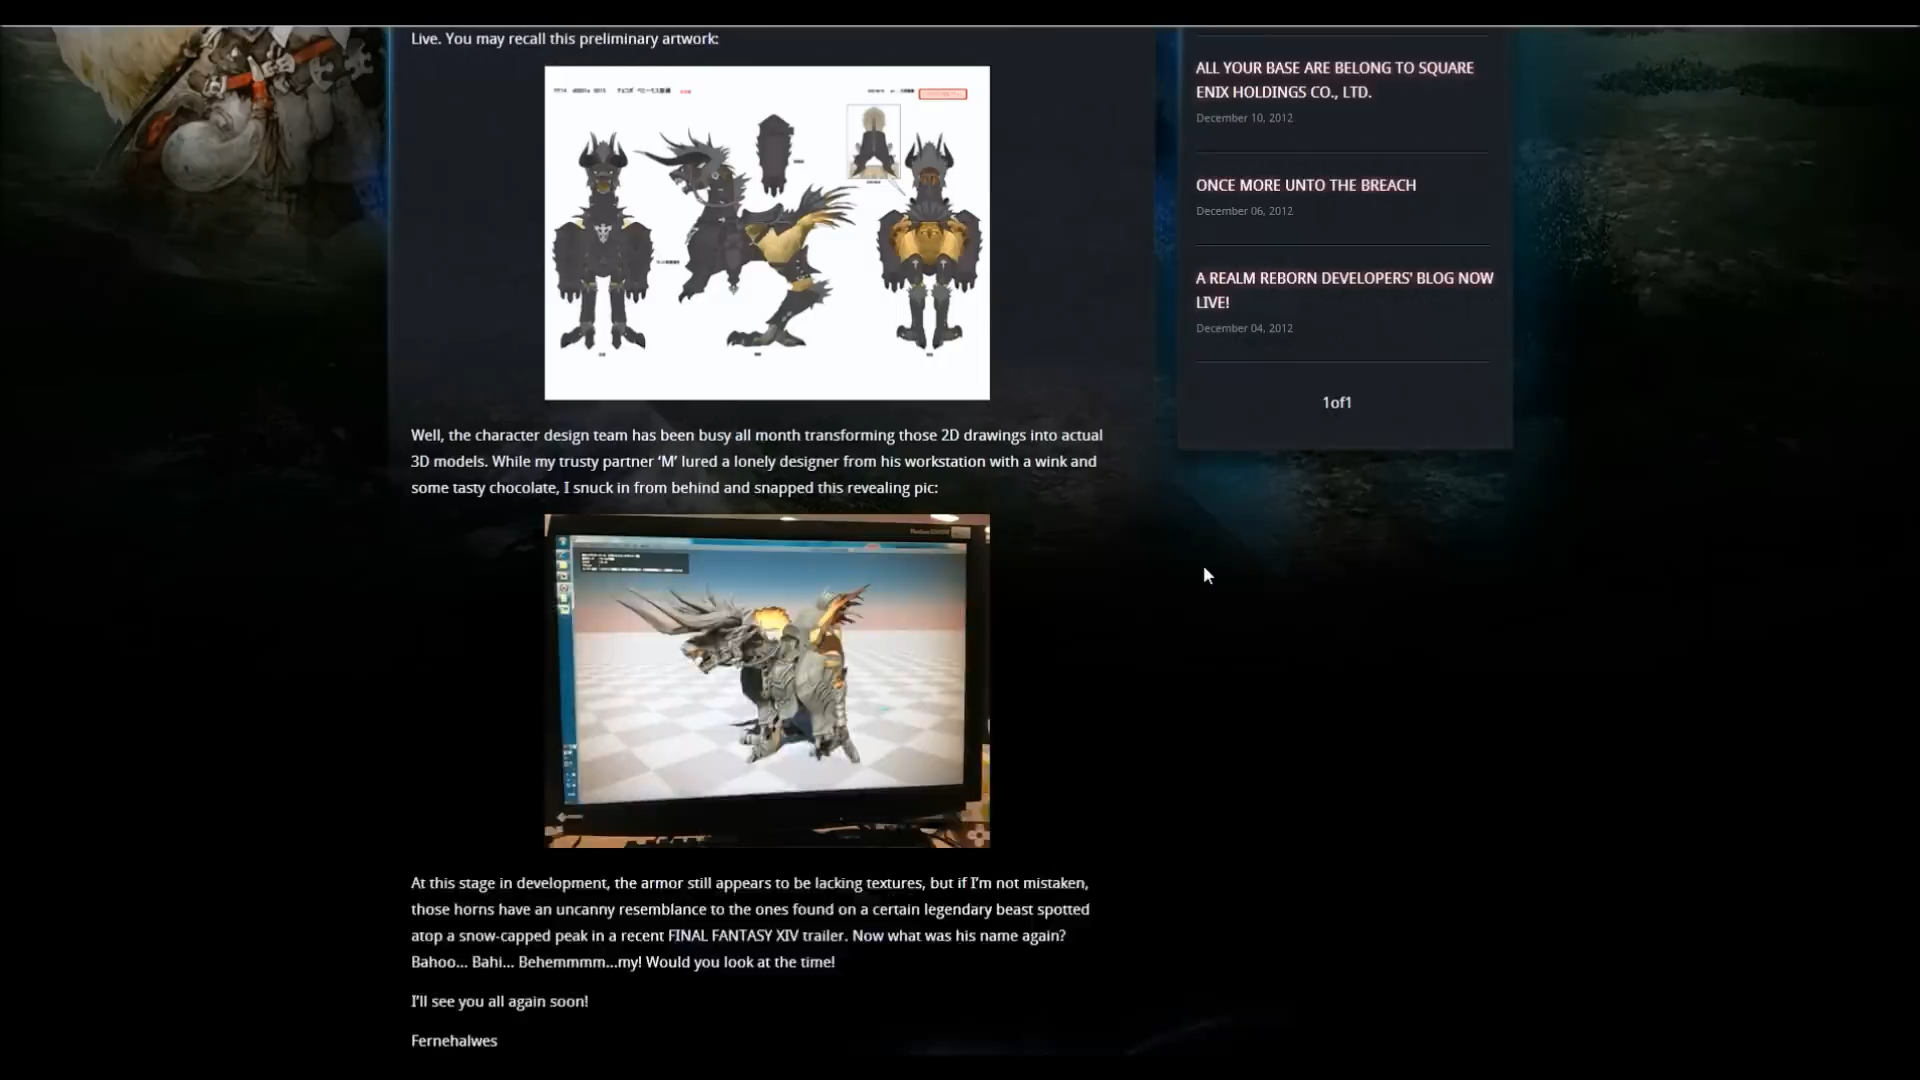 Live. You may recall this preliminary artwork:
Well, the character design team has been busy all month transforming those 2D drawings into actual
3D models. While my trusty partner ‘M’ lured a lonely designer from his workstation with a wink and
some tasty chocolate, I snuck in from behind and snapped this revealing pic:
At this stage in development, the armor still appears to be lacking textures, but if I’m not mistaken,
those horns have an uncanny resemblance to the ones found on a certain legendary beast spotted
atop a snow-capped peak in a recent FINAL FANTASY XIV trailer. Now what was his name again?
Bahoo... Bahi... Behemmmm...my! Would you look at the time!
I’ll see you all again soon!
Fernehalwes
ALL YOUR BASE ARE BELONG TO SQUARE
ENIX HOLDINGS CO., LTD.
December 10, 2012
ONCE MORE UNTO THE BREACH
December 06, 2012
A REALM REBORN DEVELOPERS’ BLOG NOW
LIVE!
December 04, 2012
1of1